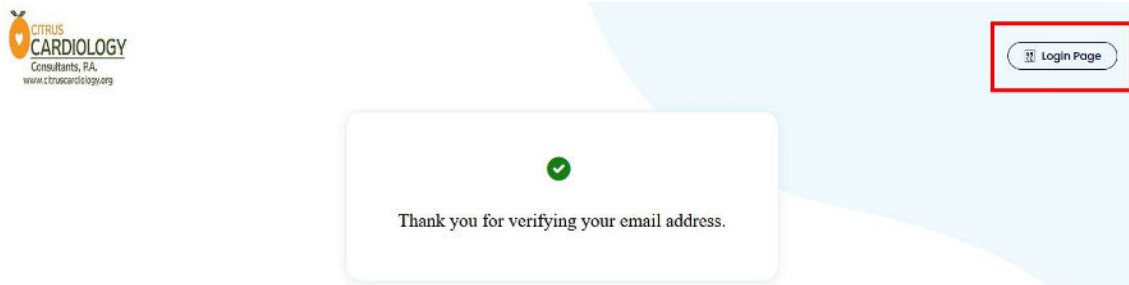 CITRUS
CARDIOLOGY
Consultants, P.A.
www.citruscardiology.org
Login Page
Thank you for verifying your email address.